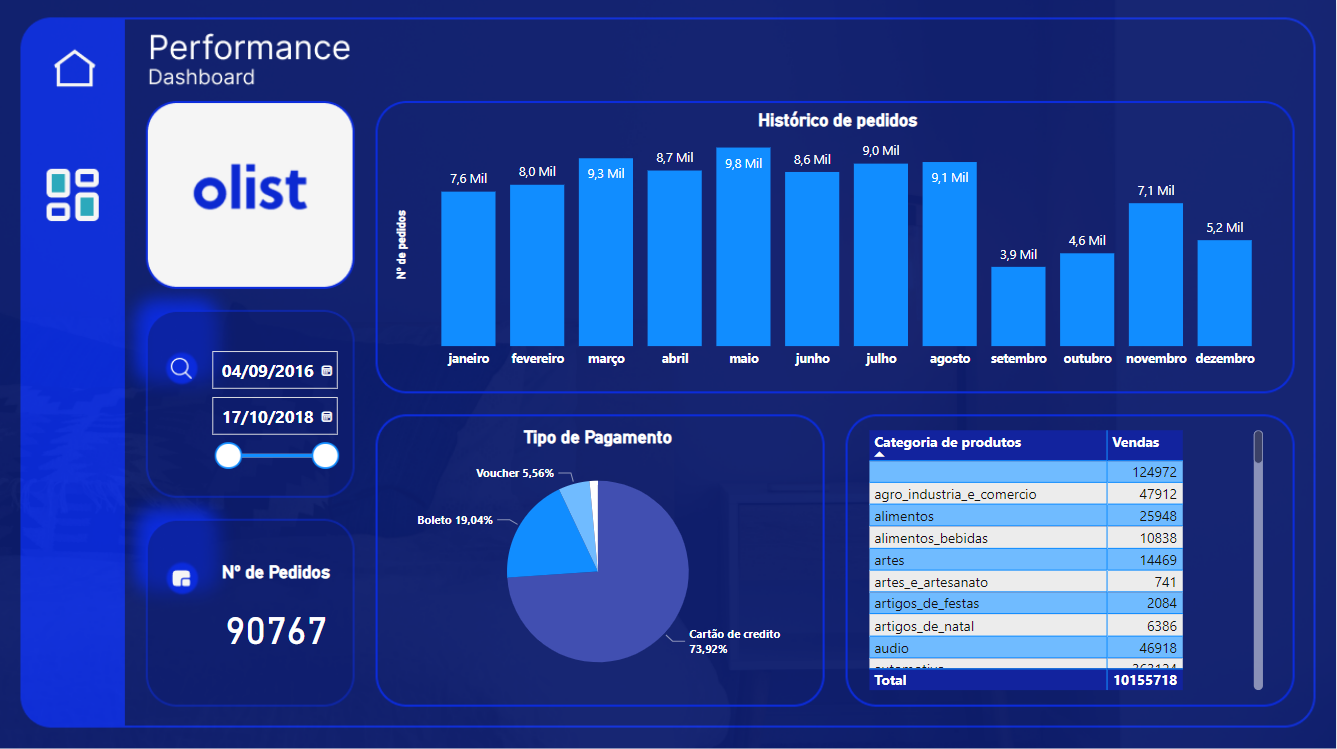 Performance
Dashboard
olist
04/09/2016
17/10/2018
Nº de Pedidos
90767
Histórico de pedidos
Nº de pedidos
7,6 Mil
8,0 Mil
9,3 Mil
8,7 Mil
9,8 Mil
8,6 Mil
9,0 Mil
9,1 Mil
3,9 Mil
4,6 Mil
7,1 Mil
5,2 Mil
janeiro fevereiro março abril maio junho julho agosto setembro outubro novembro dezembro
Tipo de Pagamento
Voucher 5,56%
Boleto 19,04%
Cartão de credito
73,92%
Categoria de produtos Vendas
124972
agro_industria_e_comercio 47912
alimentos 25948
alimentos_bebidas 10838
artes 14469
artes_e_artesanato 741
artigos_de_festas 2084
artigos_de_natal 6386
audio 46918
Total 10155718